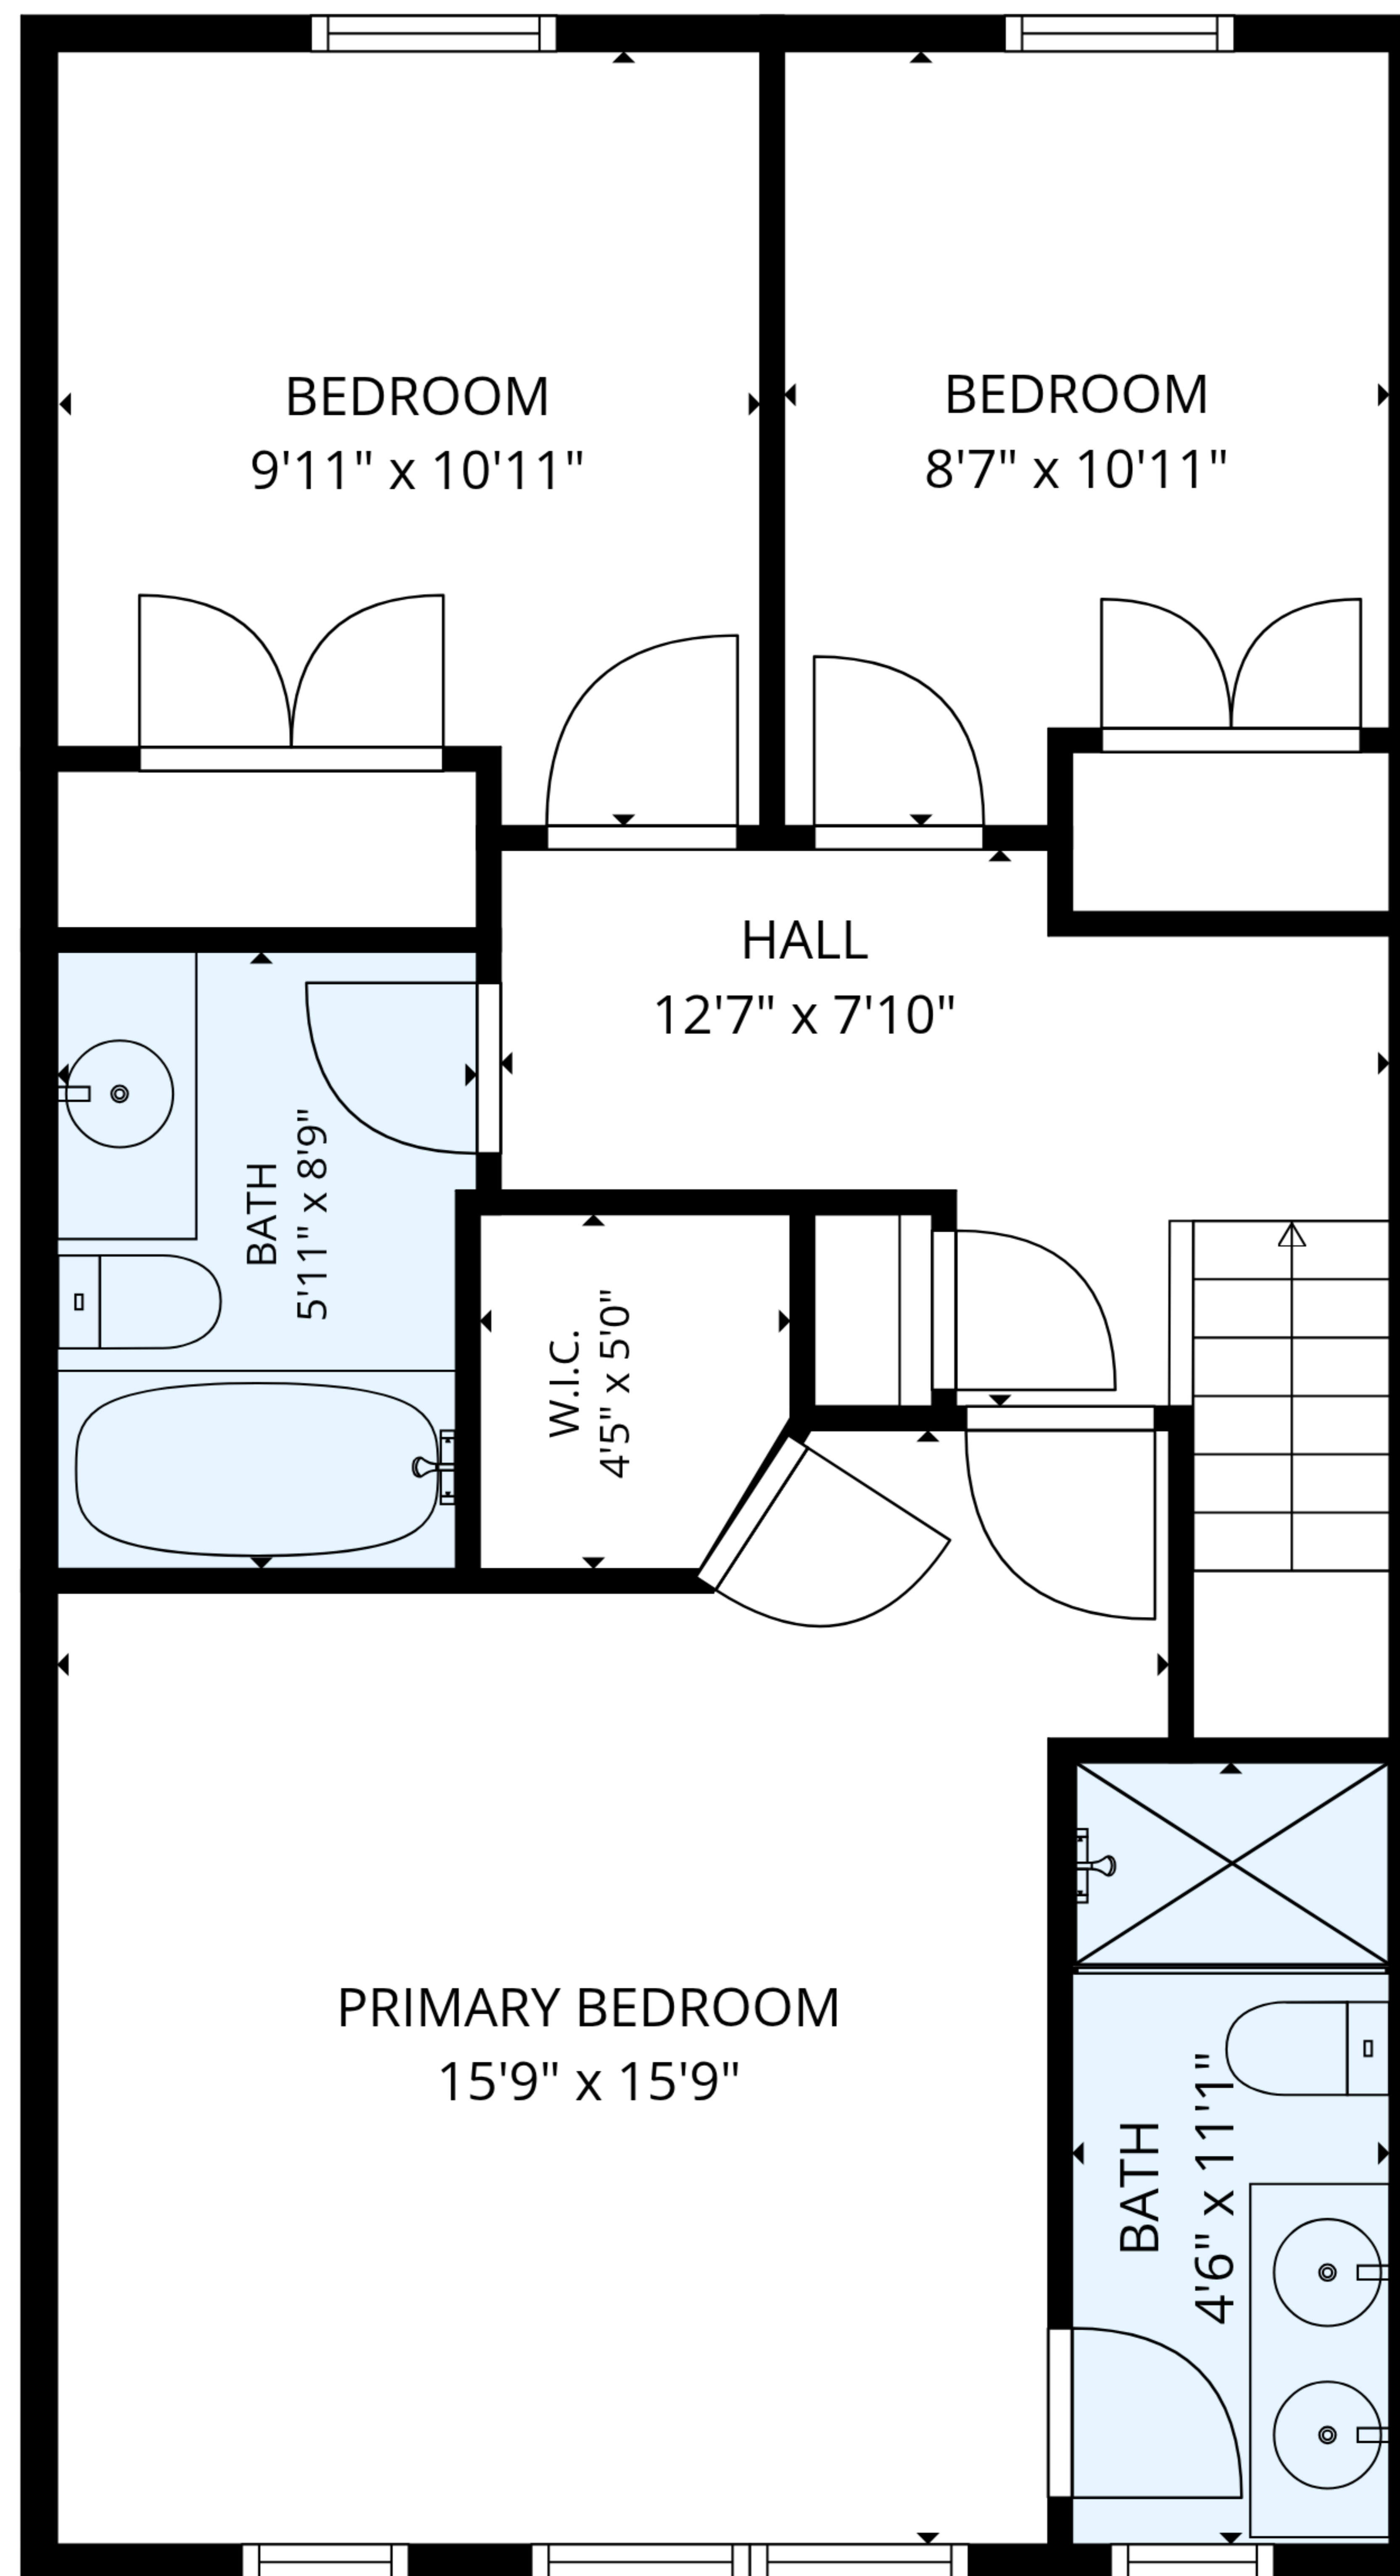 BEDROOM
9'11" x 10'11"
BEDROOM
8'7" x 10'11"
HALL
12'7" x 7'10"
BATH
5'11" x 8'9"
W.I.C.
4'5" x 5'0"
PRIMARY BEDROOM
15'9" x 15'9"
BATH
4'6" x 11'1"